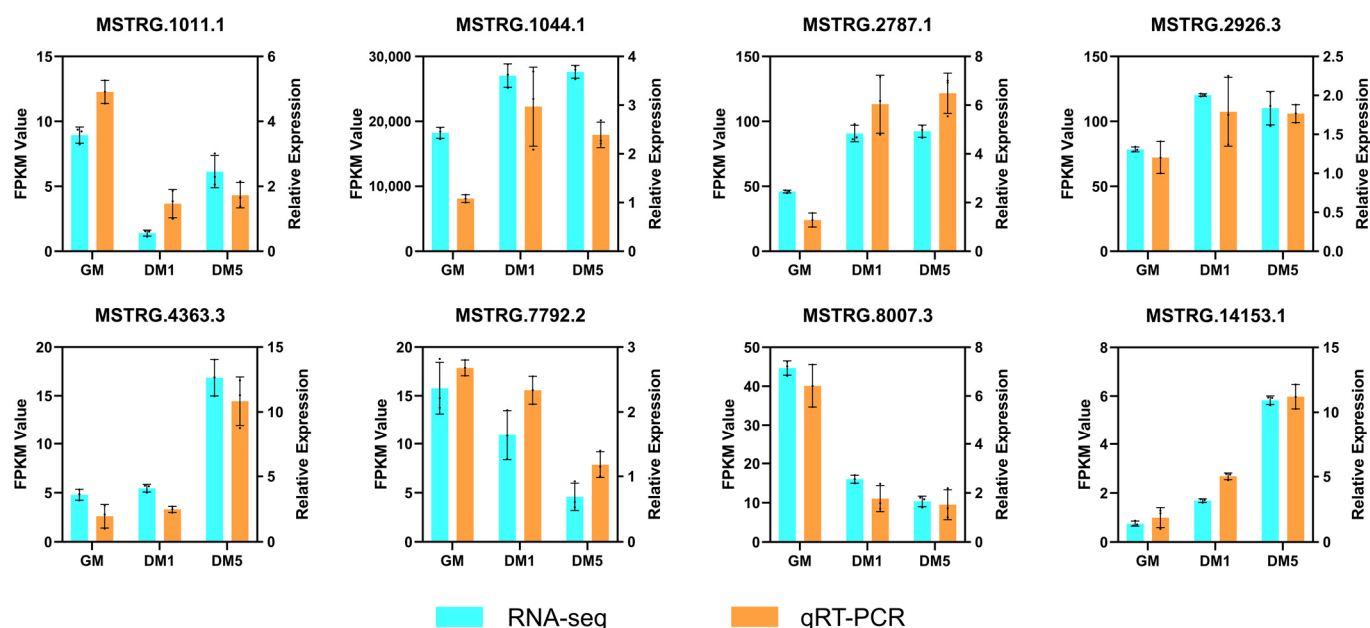 MSTRG.1011.1
MSTRG.1044.1
MSTRG.2787.1
MSTRG.2926.3
15
10
5
0
FPKM Value
6
4
2
0
Relative Expression
GM DM1 DM5
30,000
20,000
10,000
0
FPKM Value
4
3
2
1
0
Relative Expression
GM DM1 DM5
150
100
50
0
FPKM Value
8
6
4
2
0
Relative Expression
GM DM1 DM5
150
100
50
0
FPKM Value
2.5
2.0
1.5
1.0
0.5
0.0
Relative Expression
GM DM1 DM5
MSTRG.4363.3
MSTRG.7792.2
MSTRG.8007.3
MSTRG.14153.1
20
15
10
5
0
FPKM Value
15
10
5
0
Relative Expression
GM DM1 DM5
20
15
10
5
0
FPKM Value
3
2
1
0
Relative Expression
GM DM1 DM5
50
40
30
20
10
0
FPKM Value
8
6
4
2
0
Relative Expression
GM DM1 DM5
8
6
4
2
0
FPKM Value
15
10
5
0
Relative Expression
GM DM1 DM5
RNA-seq
qRT-PCR